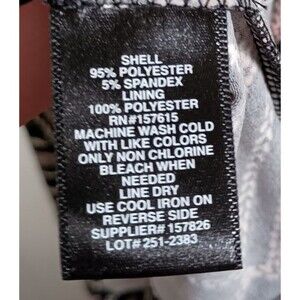 SHELL
95% POLYESTER
5% SPANDEX
LINING
100% POLYESTER
RN#157615
MACHINE WASH COLD
WITH LIKE COLORS
ONLY NON CHLORINE
BLEACH WHEN
NEEDED
LINE DRY
USE COOL IRON ON
REVERSE SIDE
SUPPLIER# 157826
LOT# 251-2383